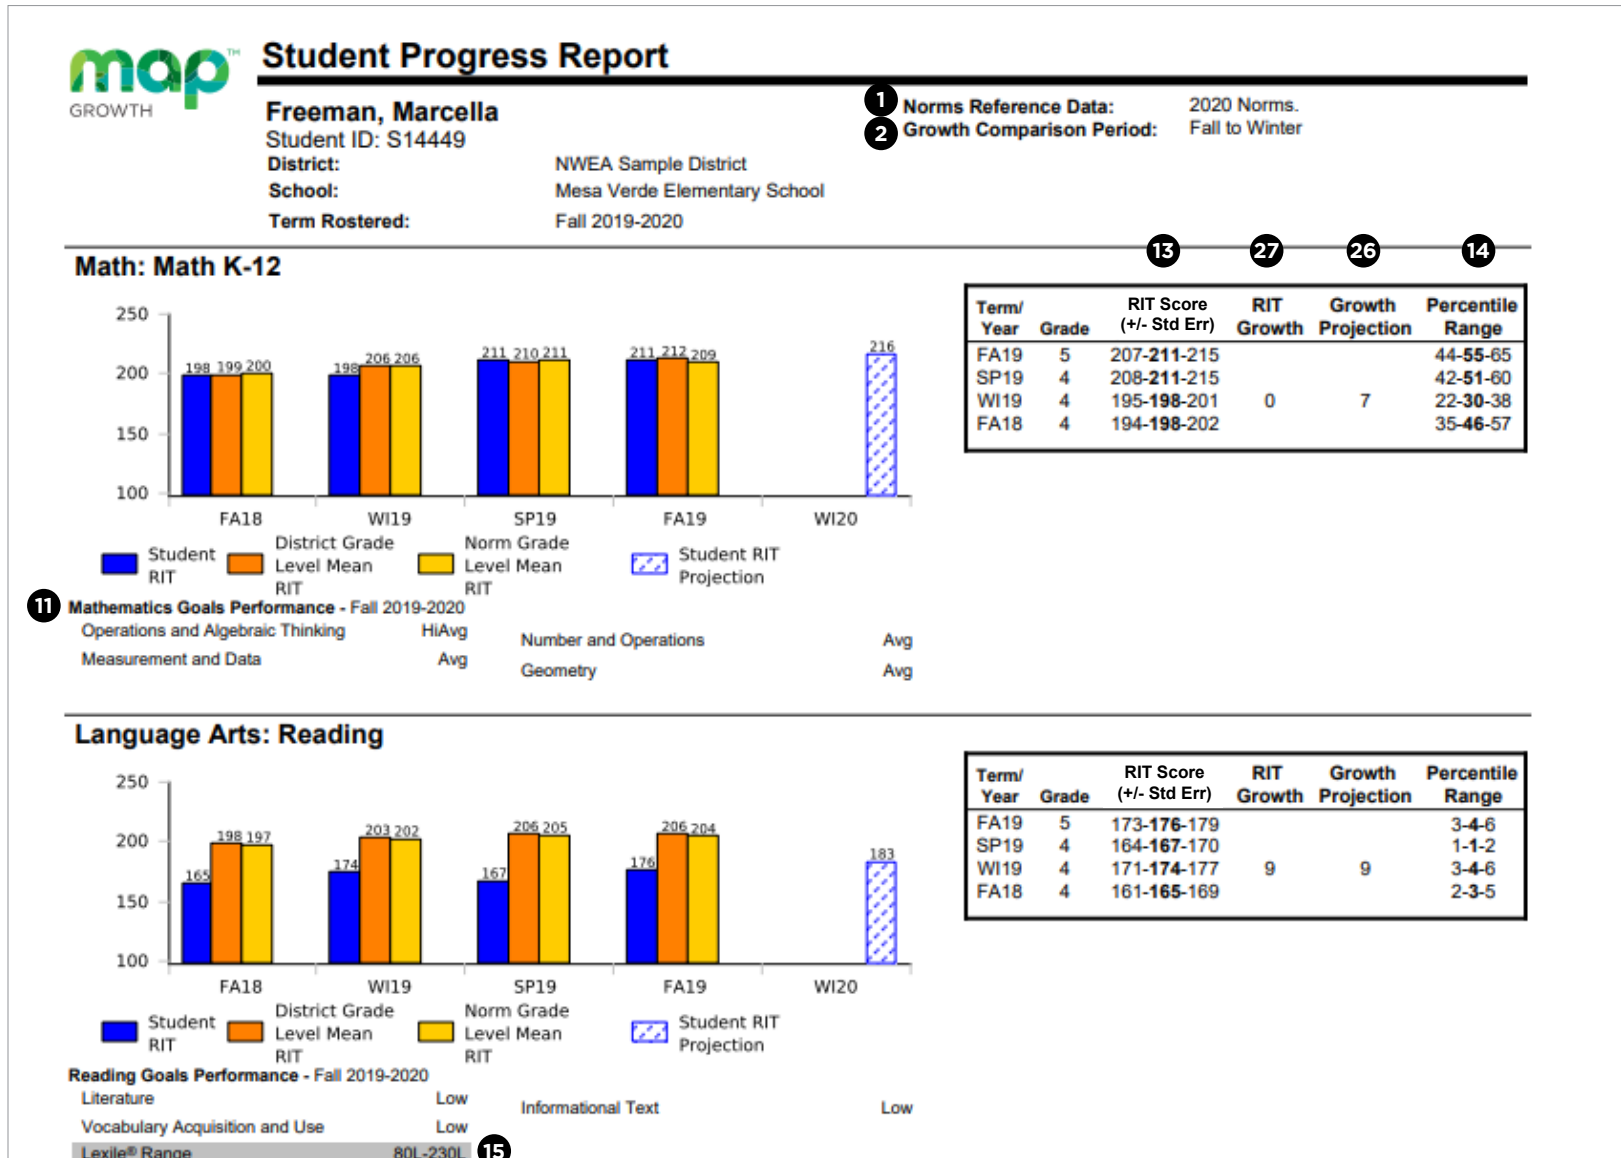 map™
GROWTH
Student Progress Report
Freeman, Marcella
Student ID: S14449
District: NWEA Sample District
School: Mesa Verde Elementary School
Term Rostered: Fall 2019-2020
1 Norms Reference Data: 2020 Norms.
2 Growth Comparison Period: Fall to Winter
Math: Math K-12
250
200
150
100
198 199 200
198 206 206
211 210 211
211 212 209
216
FA18 WI19 SP19 FA19 WI20
Student RIT
District Grade Level Mean RIT
Norm Grade Level Mean RIT
Student RIT Projection
13 27 26 14
Term/ Year Grade RIT Score (+/- Std Err) RIT Growth Growth Projection Percentile Range
FA19 5 207-211-215 44-55-65
SP19 4 208-211-215 42-51-60
WI19 4 195-198-201 0 7 22-30-38
FA18 4 194-198-202 35-46-57
11 Mathematics Goals Performance - Fall 2019-2020
Operations and Algebraic Thinking HiAvg
Measurement and Data Avg
Number and Operations Avg
Geometry Avg
Language Arts: Reading
250
200
150
100
165 198 197
174 203 202
167 206 205
176 206 204
183
FA18 WI19 SP19 FA19 WI20
Student RIT
District Grade Level Mean RIT
Norm Grade Level Mean RIT
Student RIT Projection
Term/ Year Grade RIT Score (+/- Std Err) RIT Growth Growth Projection Percentile Range
FA19 5 173-176-179 3-4-6
SP19 4 164-167-170 1-1-2
WI19 4 171-174-177 9 9 3-4-6
FA18 4 161-165-169 2-3-5
Reading Goals Performance - Fall 2019-2020
Literature Low
Vocabulary Acquisition and Use Low
Informational Text Low
Lexile® Range 80L-230L 15